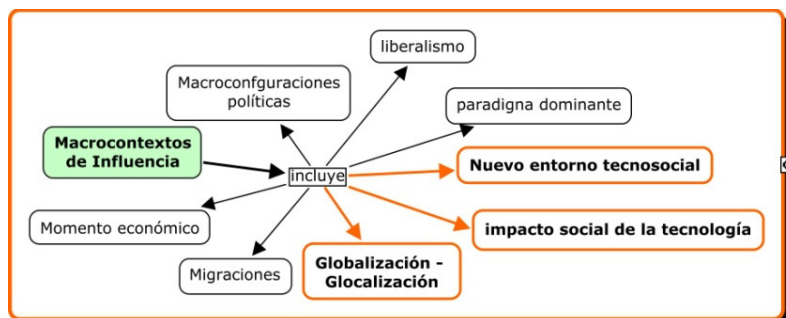 liberalismo
Macroconfguraciones
políticas
paradigna dominante
Macrocontextos
de Influencia
incluye
Nuevo entorno tecnosocial
Momento económico
impacto social de la tecnología
Migraciones
Globalización -
Glocalización